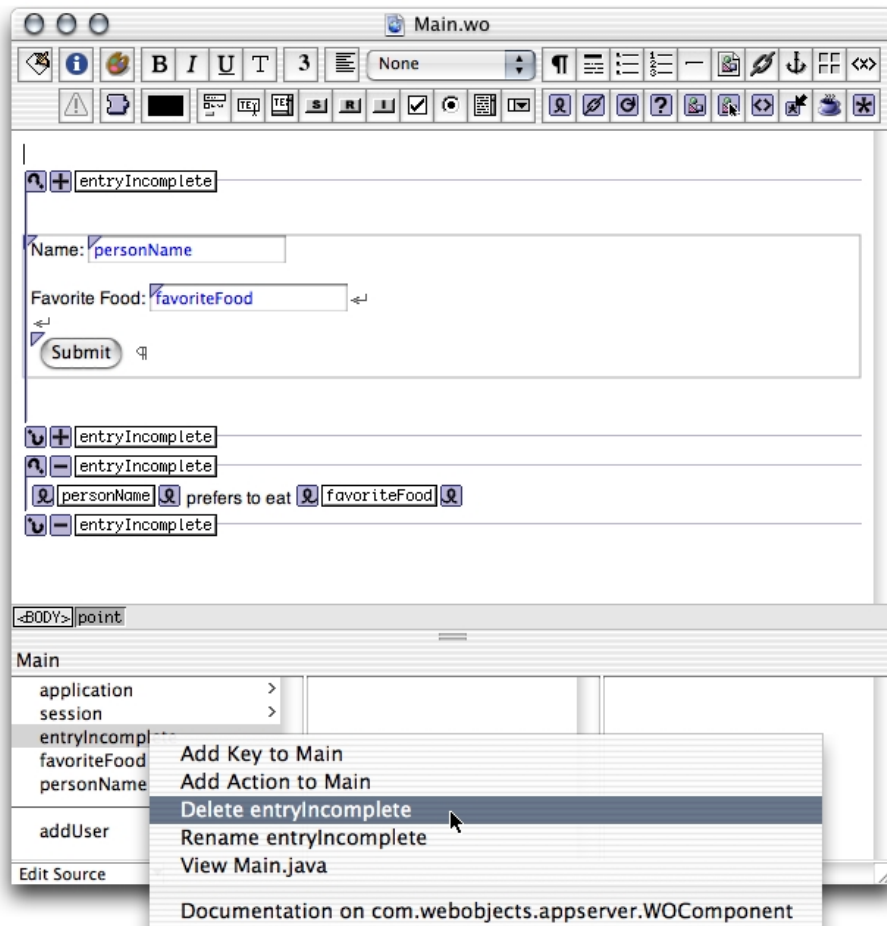 Main.wo
B I U T 3 None
TEXT S R I
entryIncomplete
Name: personName
Favorite Food: favoriteFood
Submit
entryIncomplete
entryIncomplete
personName prefers to eat favoriteFood
entryIncomplete
<BODY> point
Main
application >
session >
entryIncomplete
favoriteFood
personName
addUser
Edit Source
Add Key to Main
Add Action to Main
Delete entryIncomplete
Rename entryIncomplete
View Main.java
Documentation on com.webobjects.appserver.WOComponent